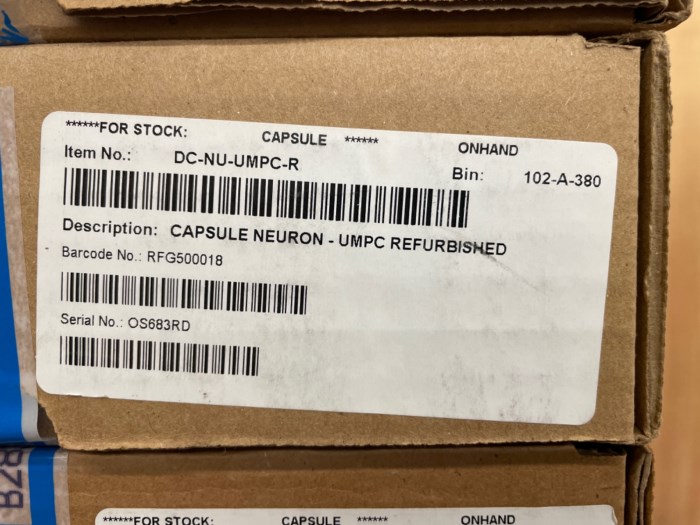 ******FOR STOCK: CAPSULE ****** ONHAND
Item No.: DC-NU-UMPC-R Bin: 102-A-380
Description: CAPSULE NEURON - UMPC REFURBISHED
Barcode No.: RFG500018
Serial No.: OS683RD
B28
******FOR STOCK: CAPSULE ****** ONHAND